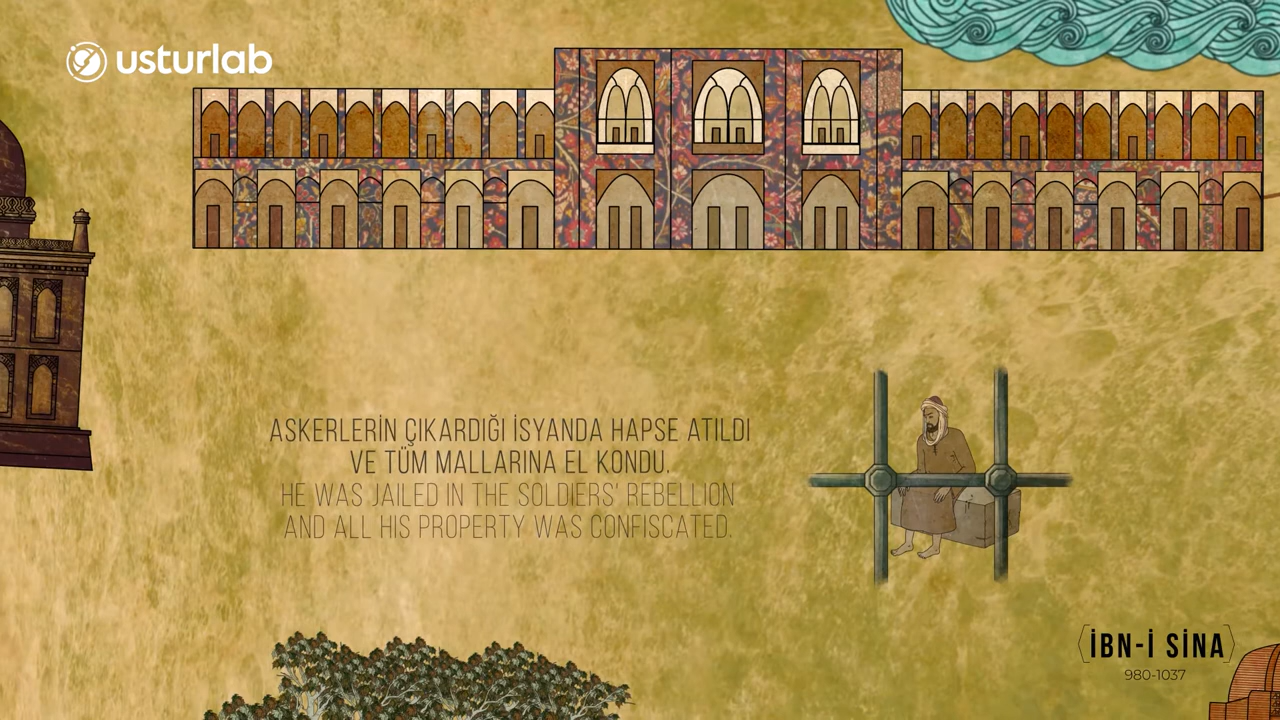 usturlab
ASKERLERİN ÇIKARDIĞI İSYANDA HAPSE ATILDI
VE TÜM MALLARINA EL KONDU.
HE WAS JAILED IN THE SOLDIERS' REBELLION
AND ALL HIS PROPERTY WAS CONFISCATED.
İBN-İ SİNA
980-1037